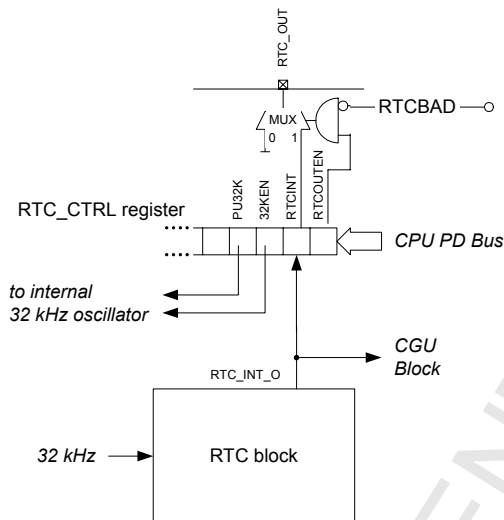 RTC_OUT
MUX
0 1
RTCBAD
PU32K
32KEN
RTCINT
RTCOUTEN
RTC_CTRL register
CPU PD Bus
to internal
32 kHz oscillator
CGU
Block
RTC_INT_O
32 kHz
RTC block